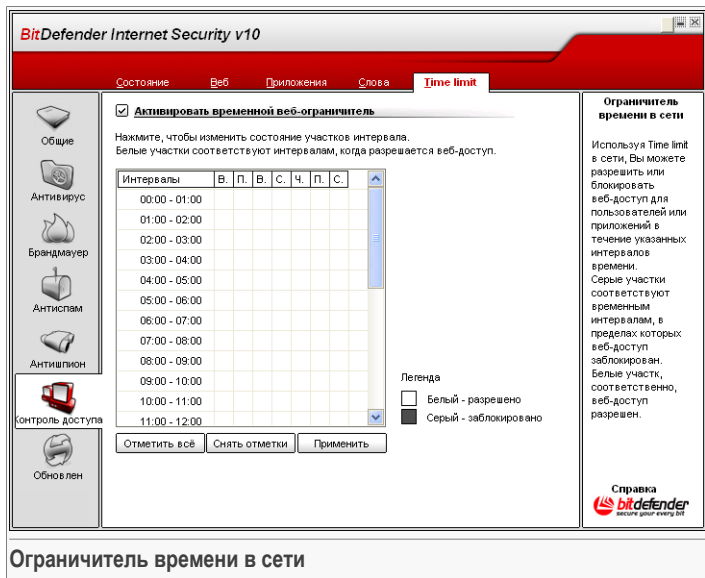 BitDefender Internet Security v10
Состояние Веб Приложения Слова Time limit
Общие
Антивирус
Брандмауер
Антиспам
Антишпион
Контроль доступа
Обновлен
Активировать временной веб-ограничитель
Нажмите, чтобы изменить состояние участков интервала.
Белые участки соответствуют интервалам, когда разрешается веб-доступ.
Интервалы В. П. В. С. Ч. П. С.
00:00 - 01:00
01:00 - 02:00
02:00 - 03:00
03:00 - 04:00
04:00 - 05:00
05:00 - 06:00
06:00 - 07:00
07:00 - 08:00
08:00 - 09:00
09:00 - 10:00
10:00 - 11:00
11:00 - 12:00
Легенда
Белый - разрешено
Серый - заблокировано
Отметить всё Снять отметки Применить
Ограничитель
времени в сети
Используя Time limit
в сети, Вы можете
разрешить или
блокировать
веб-доступ для
пользователей или
приложений в
течение указанных
интервалов
времени.
Серые участки
соответствуют
временным
интервалам, в
пределах которых
веб-доступ
заблокирован.
Белые участк,
соответственно,
веб-доступ
разрешен.
Справка
bitdefender
secure your every bit
Ограничитель времени в сети